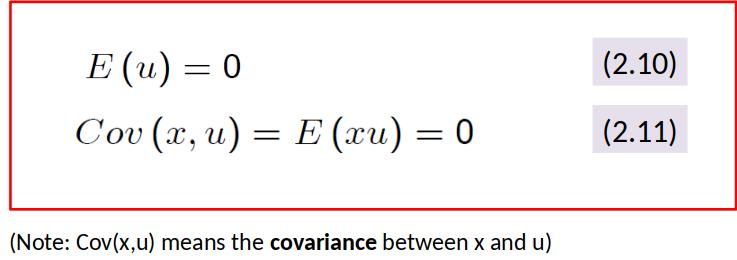 E (u) = 0 (2.10)
Cov (x, u) = E (xu) = 0 (2.11)
(Note: Cov(x,u) means the covariance between x and u)